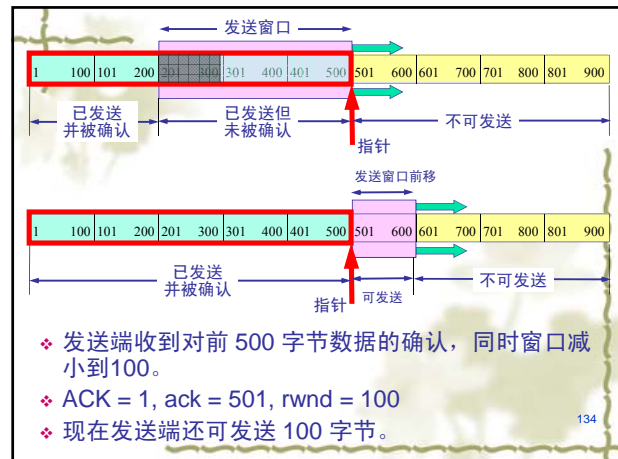 发送窗口
1 100 101 200 201 300 301 400 401 500 501 600 601 700 701 800 801 900
已发送
并被确认
已发送但
未被确认
不可发送
指针
发送窗口前移
1 100 101 200 201 300 301 400 401 500 501 600 601 700 701 800 801 900
已发送
并被确认
指针
可发送
不可发送
发送端收到对前 500 字节数据的确认，同时窗口减
小到100。
ACK = 1, ack = 501, rwnd = 100
现在发送端还可发送 100 字节。
134